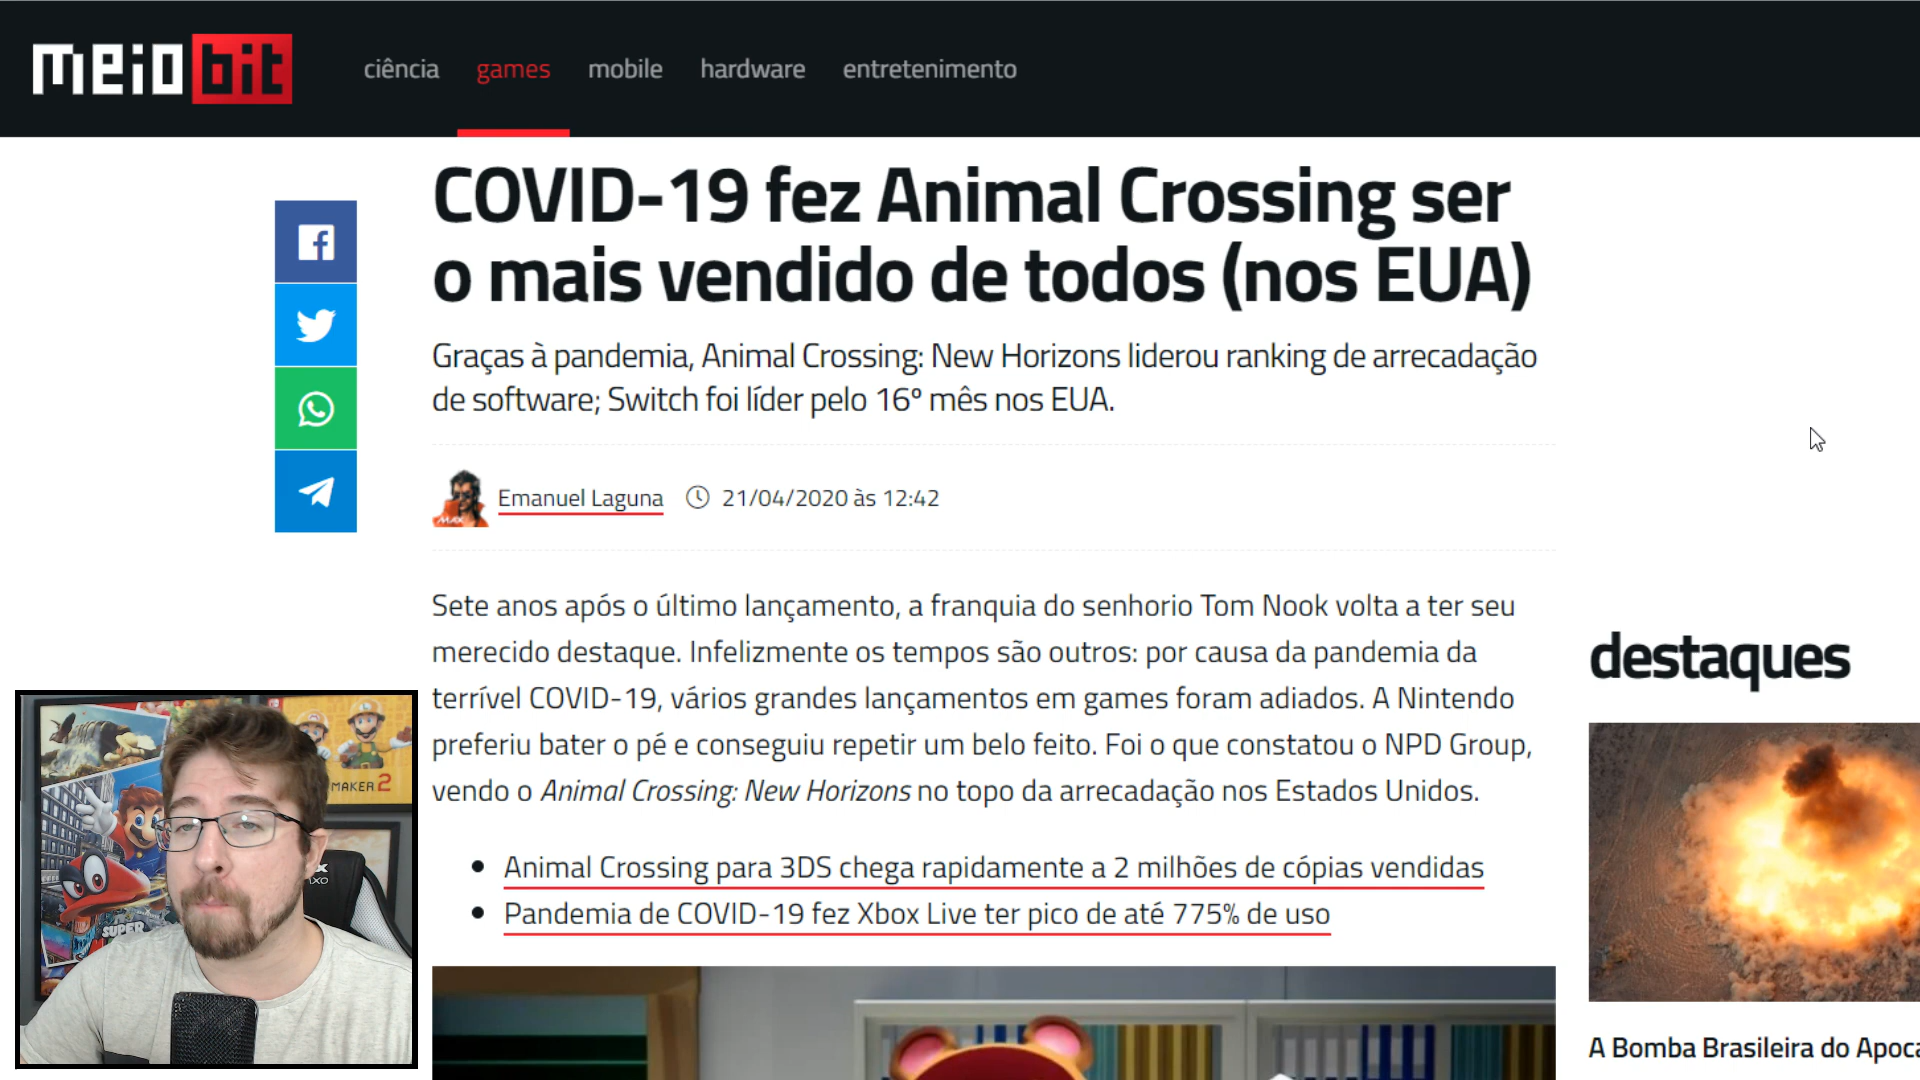 meiobit
ciência games mobile hardware entretenimento
COVID-19 fez Animal Crossing ser
o mais vendido de todos (nos EUA)
Graças à pandemia, Animal Crossing: New Horizons liderou ranking de arrecadação
de software; Switch foi líder pelo 16º mês nos EUA.
MAX
Emanuel Laguna 21/04/2020 às 12:42
Sete anos após o último lançamento, a franquia do senhorio Tom Nook volta a ter seu
merecido destaque. Infelizmente os tempos são outros: por causa da pandemia da
terrível COVID-19, vários grandes lançamentos em games foram adiados. A Nintendo
preferiu bater o pé e conseguiu repetir um belo feito. Foi o que constatou o NPD Group,
vendo o Animal Crossing: New Horizons no topo da arrecadação nos Estados Unidos.
Animal Crossing para 3DS chega rapidamente a 2 milhões de cópias vendidas
Pandemia de COVID-19 fez Xbox Live ter pico de até 775% de uso
destaques
A Bomba Brasileira do Apoca
MAKER 2
SUPER